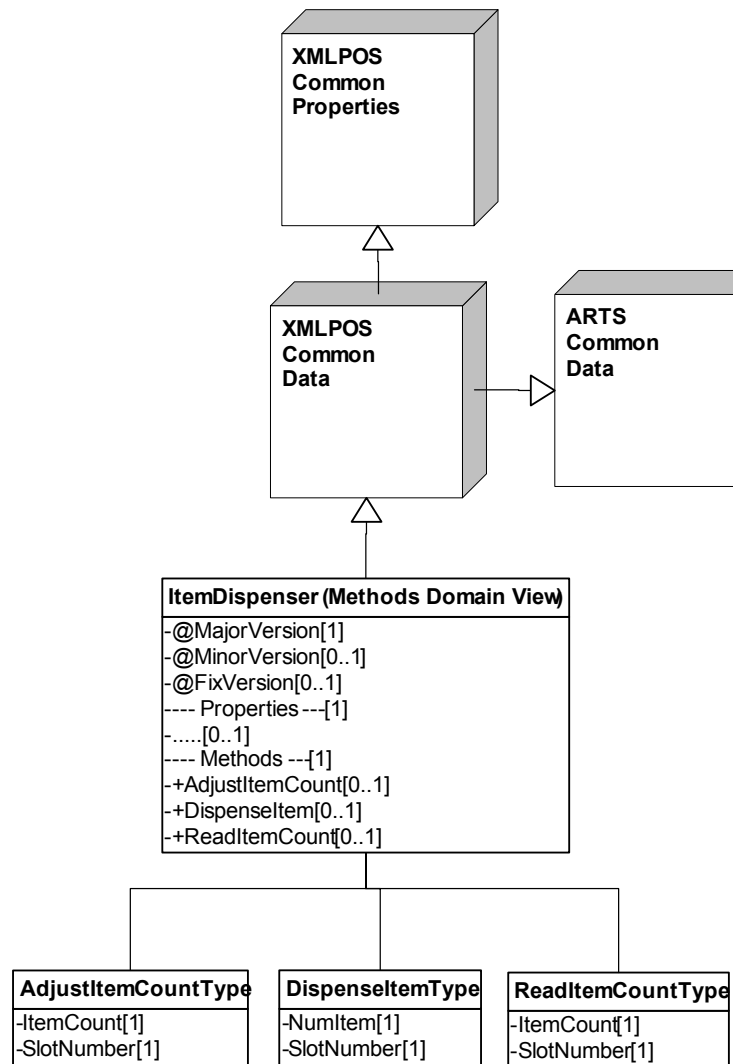 XMLPOS
Common
Properties
XMLPOS
Common
Data
ARTS
Common
Data
ItemDispenser (Methods Domain View)
-@MajorVersion[1]
-@MinorVersion[0..1]
-@FixVersion[0..1]
---- Properties ---[1]
-.....[0..1]
---- Methods ---[1]
-+AdjustItemCount[0..1]
-+DispenseItem[0..1]
-+ReadItemCount[0..1]
AdjustItemCountType
-ItemCount[1]
-SlotNumber[1]
DispenseItemType
-NumItem[1]
-SlotNumber[1]
ReadItemCountType
-ItemCount[1]
-SlotNumber[1]